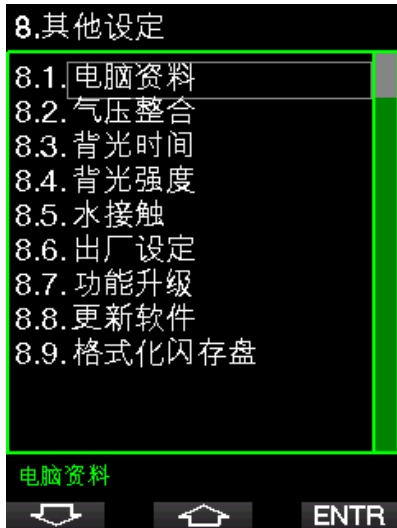 8.其他设定
8.1.电脑资料
8.2.气压整合
8.3.背光时间
8.4.背光强度
8.5.水接触
8.6.出厂设定
8.7.功能升级
8.8.更新软件
8.9.格式化闪存盘
电脑资料
ENTR